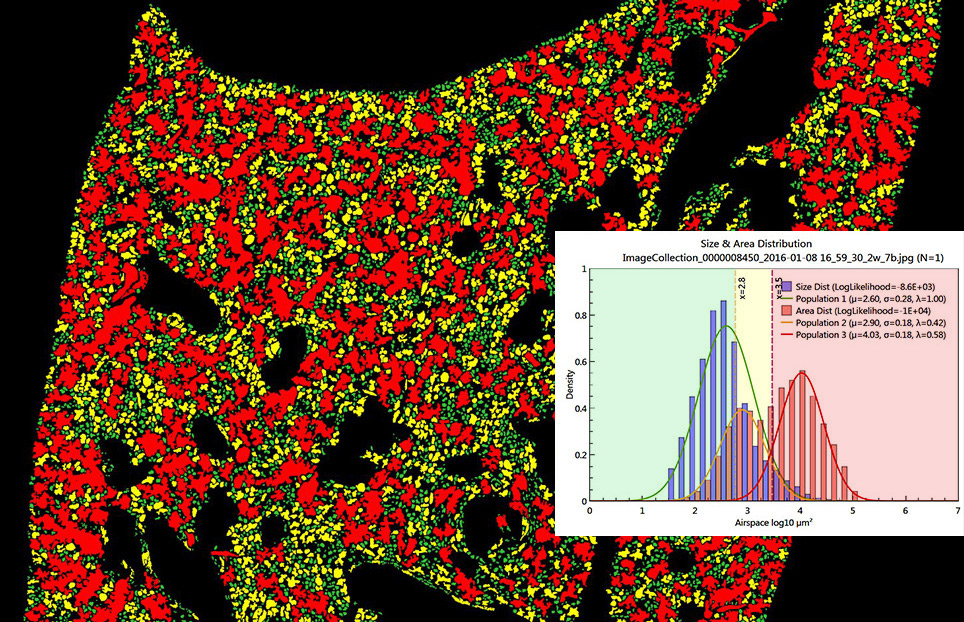 Size & Area Distribution
ImageCollection_0000008450_2016-01-08 16_59_30_2w_7b.jpg (N=1)
x=2.8
x=3.5
Size Dist (LogLikelihood=-8.6E+03)
Population 1 (μ=2.60, σ=0.28, λ=1.00)
Area Dist (LogLikelihood=-1E+04)
Population 2 (μ=2.90, σ=0.18, λ=0.42)
Population 3 (μ=4.03, σ=0.18, λ=0.58)
Density
1
0.8
0.6
0.4
0.2
0
0 1 2 3 4 5 6 7
Airspace log10 μm²